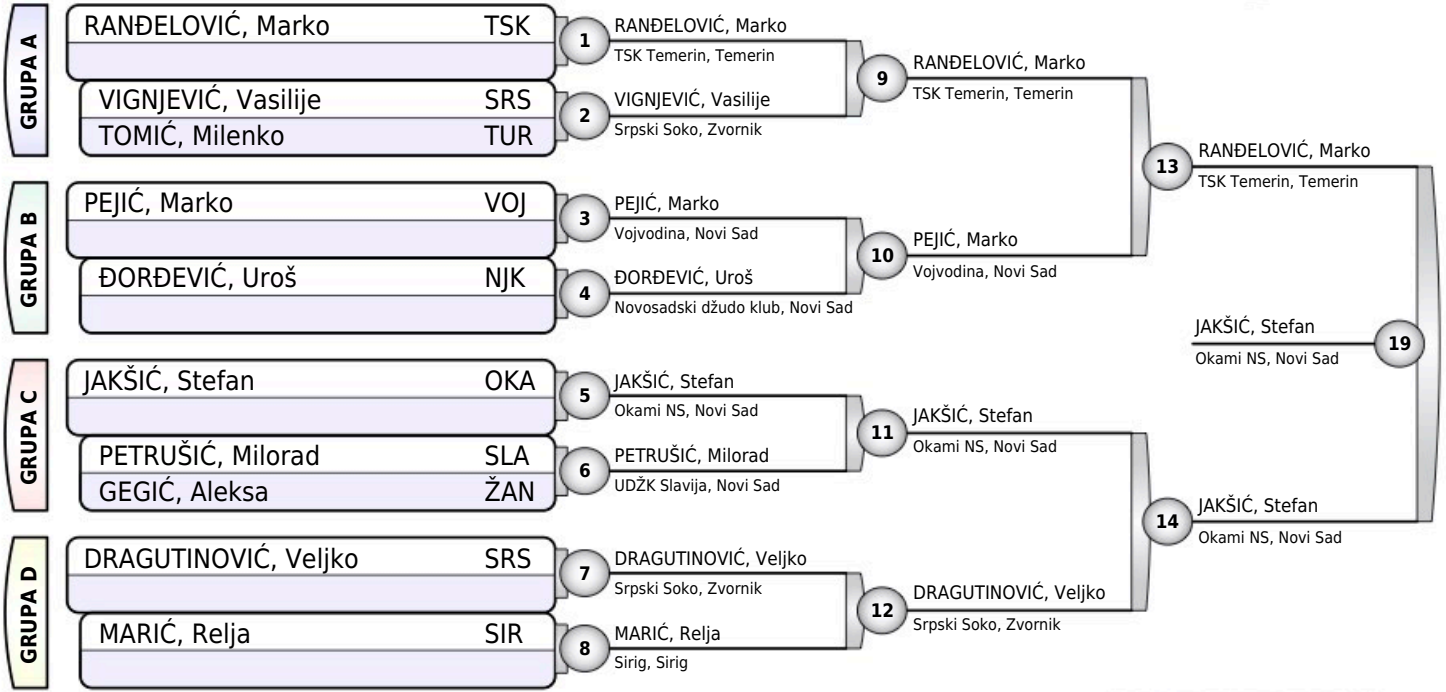 GRUPA A
RANĐELOVIĆ, Marko TSK
VIGNJEVIĆ, Vasilije SRS
TOMIĆ, Milenko TUR
GRUPA B
PEJIĆ, Marko VOJ
ĐORĐEVIĆ, Uroš NJK
GRUPA C
JAKŠIĆ, Stefan OKA
PETRUŠIĆ, Milorad SLA
GEGIĆ, Aleksa ŽAN
GRUPA D
DRAGUTINOVIĆ, Veljko SRS
MARIĆ, Relja SIR
1
RANĐELOVIĆ, Marko
TSK Temerin, Temerin
2
VIGNJEVIĆ, Vasilije
Srpski Soko, Zvornik
3
PEJIĆ, Marko
Vojvodina, Novi Sad
4
ĐORĐEVIĆ, Uroš
Novosadski džudo klub, Novi Sad
5
JAKŠIĆ, Stefan
Okami NS, Novi Sad
6
PETRUŠIĆ, Milorad
UDŽK Slavija, Novi Sad
7
DRAGUTINOVIĆ, Veljko
Srpski Soko, Zvornik
8
MARIĆ, Relja
Sirig, Sirig
9
RANĐELOVIĆ, Marko
TSK Temerin, Temerin
10
PEJIĆ, Marko
Vojvodina, Novi Sad
11
JAKŠIĆ, Stefan
Okami NS, Novi Sad
12
DRAGUTINOVIĆ, Veljko
Srpski Soko, Zvornik
13
RANĐELOVIĆ, Marko
TSK Temerin, Temerin
14
JAKŠIĆ, Stefan
Okami NS, Novi Sad
JAKŠIĆ, Stefan
Okami NS, Novi Sad
19